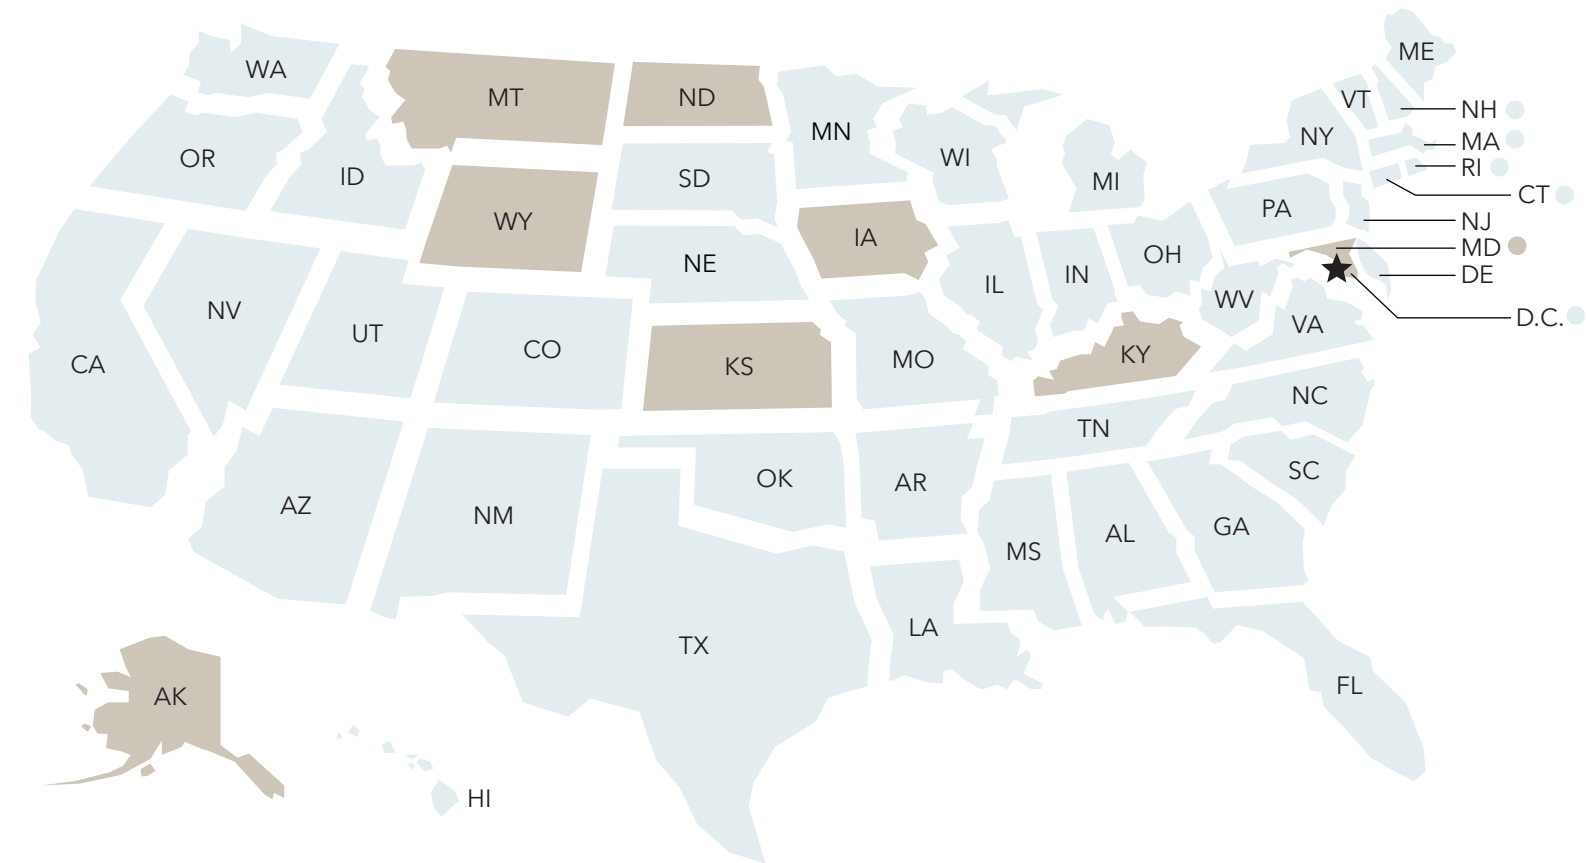 ME
WA
MT
ND
VT
NH
MN
NY
MA
WI
OR
RI
ID
SD
MI
CT
PA
WY
NJ
IA
MD
OH
NE
IN
DE
IL
WV
NV
D.C.
VA
UT
CO
KY
MO
CA
KS
NC
TN
SC
OK
AR
AZ
NM
GA
AL
MS
LA
TX
FL
AK
HI